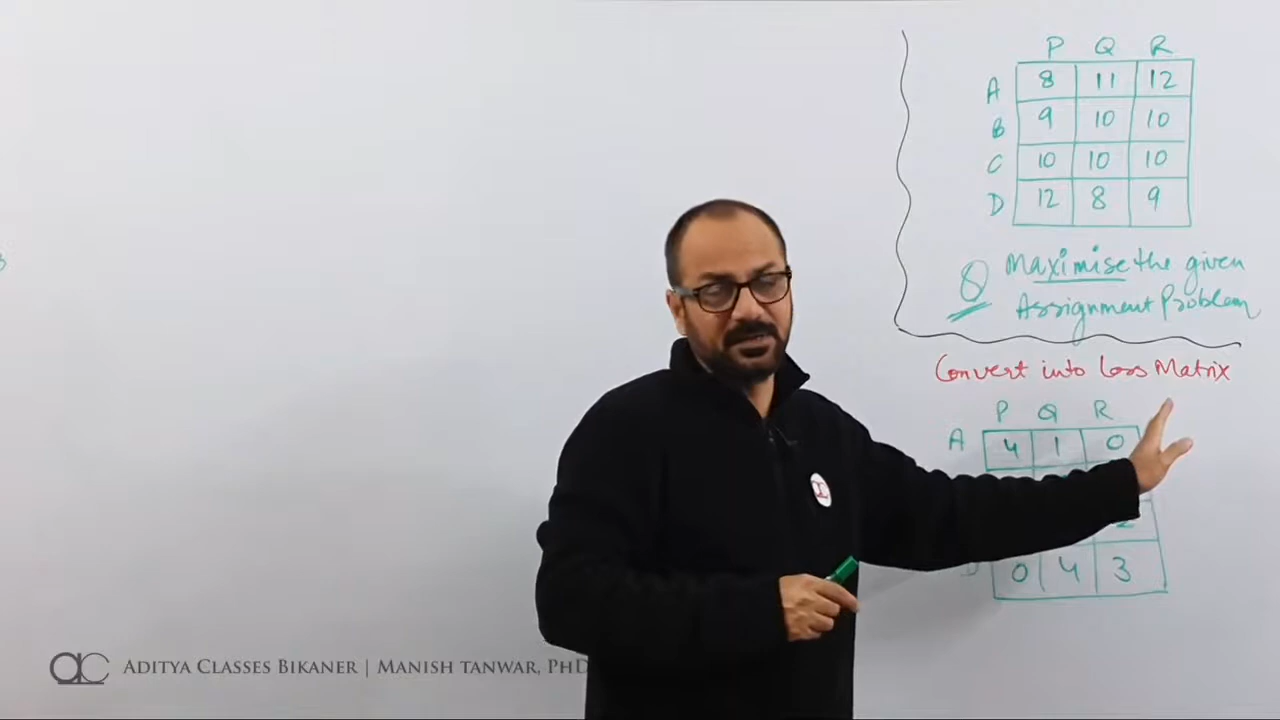 P Q R
A 8 11 12
B 9 10 10
C 10 10 10
D 12 8 9
Q Maximise the given
Assignment Problem
Convert into Loss Matrix
P Q R
A 4 1 0
2
D 0 4 3
ADITYA CLASSES BIKANER | MANISH TANWAR, PHD